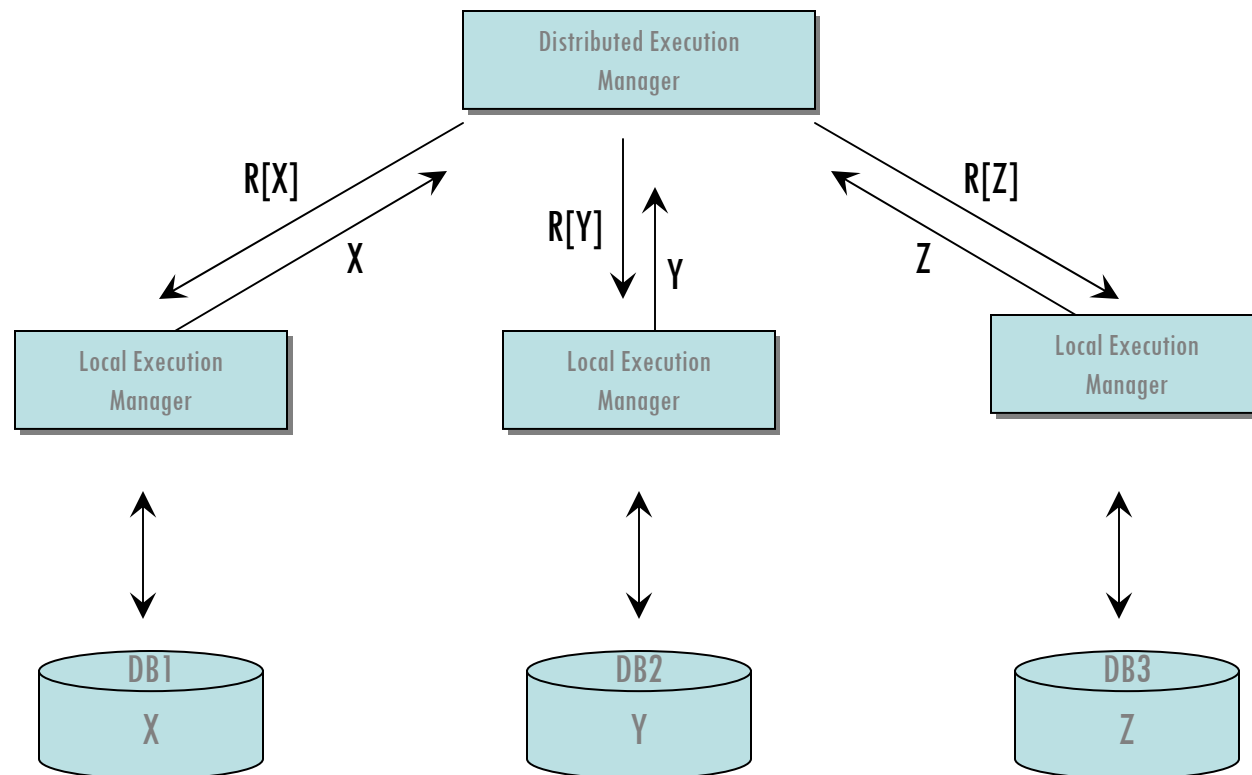 Distributed Execution
Manager
R[X]
X
R[Y]
Y
R[Z]
Z
Local Execution
Manager
Local Execution
Manager
Local Execution
Manager
DB1
X
DB2
Y
DB3
Z